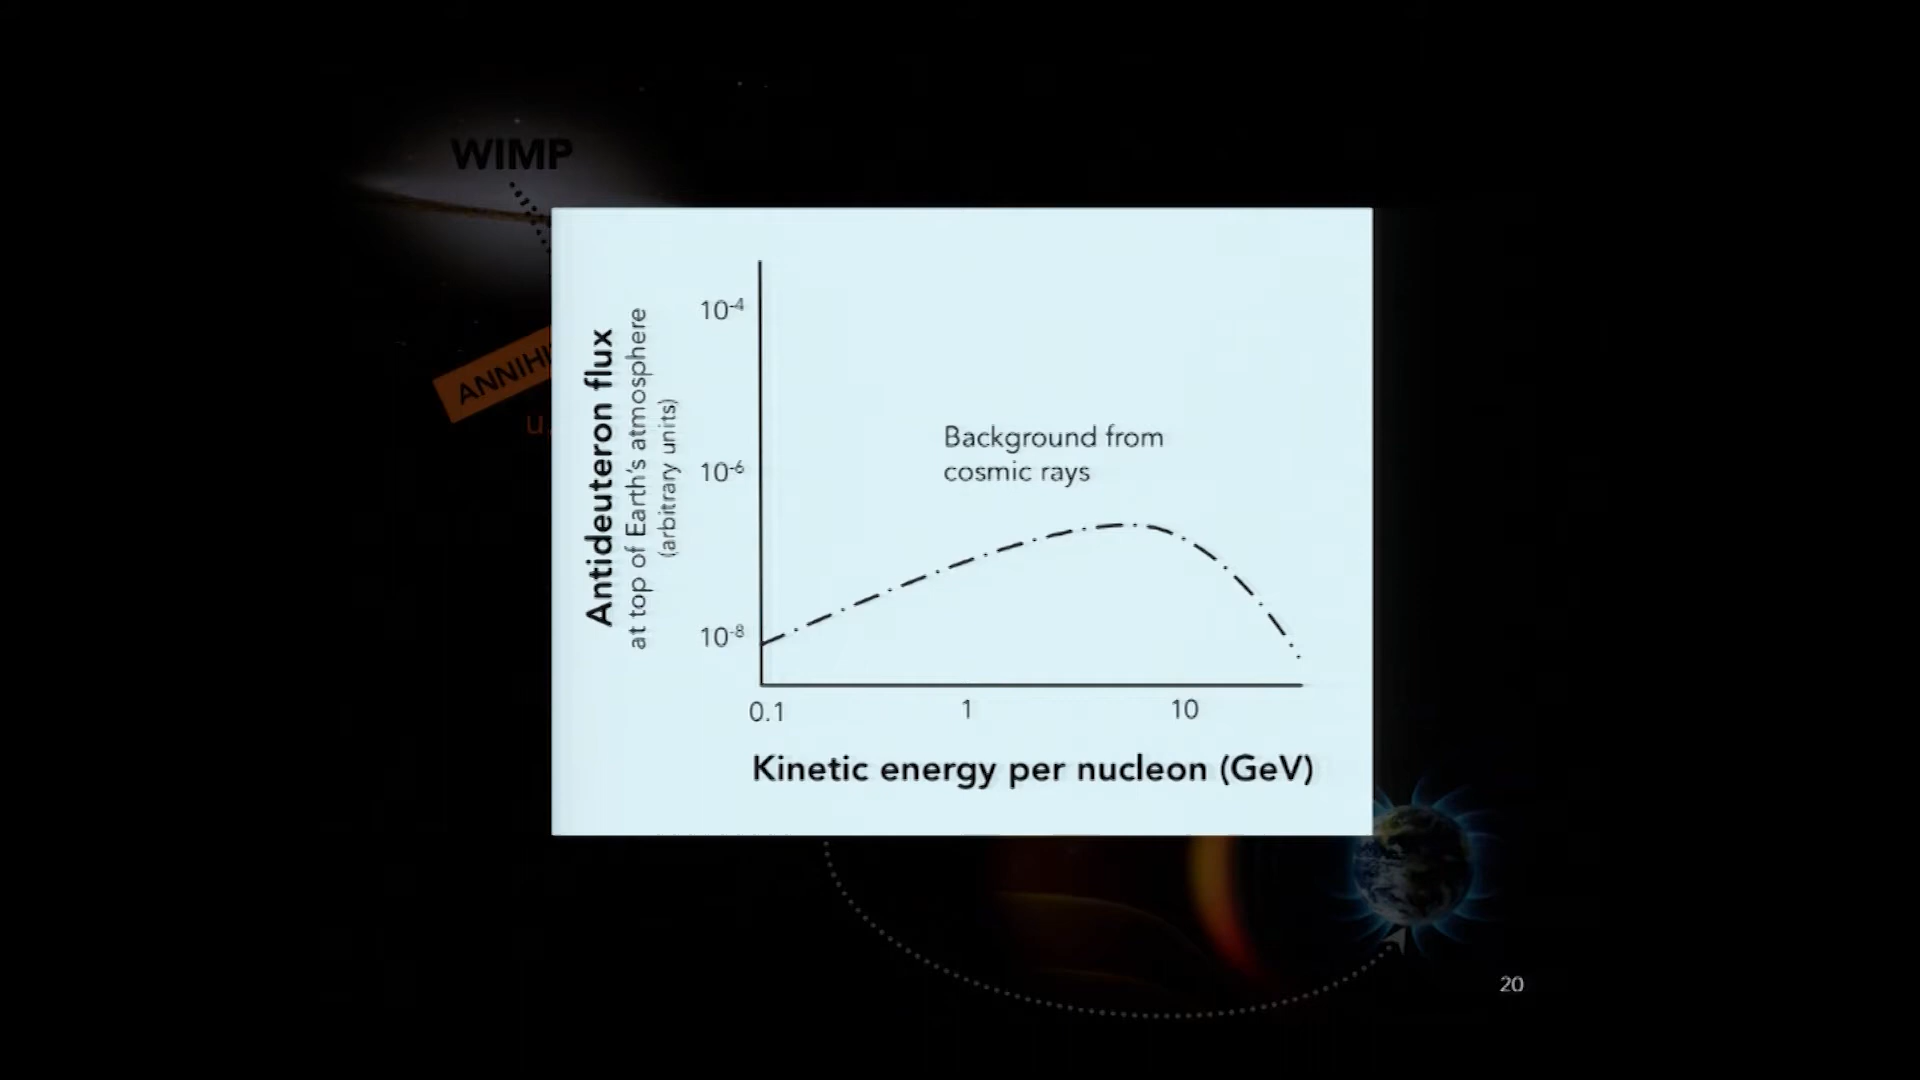 WIMP
ANNIHI
u
Antideuteron flux
at top of Earth's atmosphere
(arbitrary units)
10-4
10-6
10-8
Background from
cosmic rays
0.1
1
10
Kinetic energy per nucleon (GeV)
20